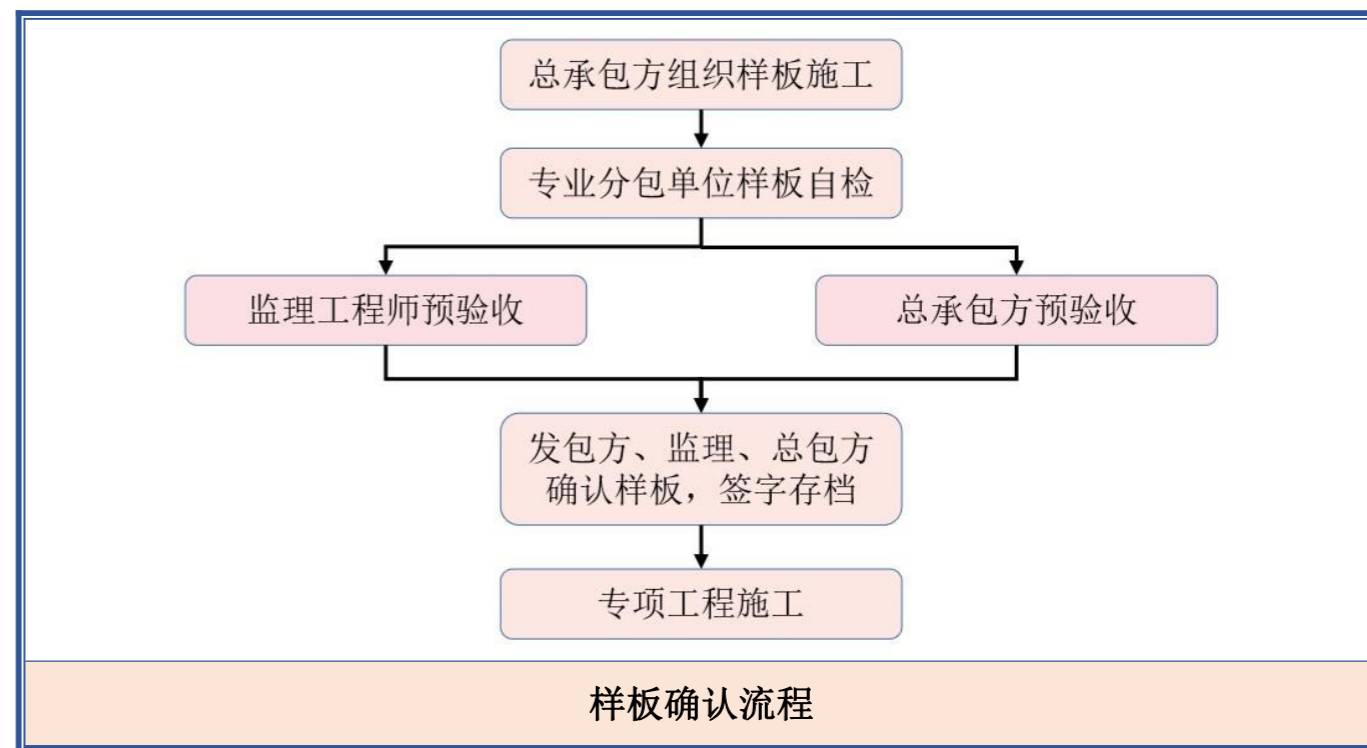 总承包方组织样板施工
专业分包单位样板自检
监理工程师预验收
总承包方预验收
发包方、监理、总包方
确认样板，签字存档
专项工程施工
样板确认流程